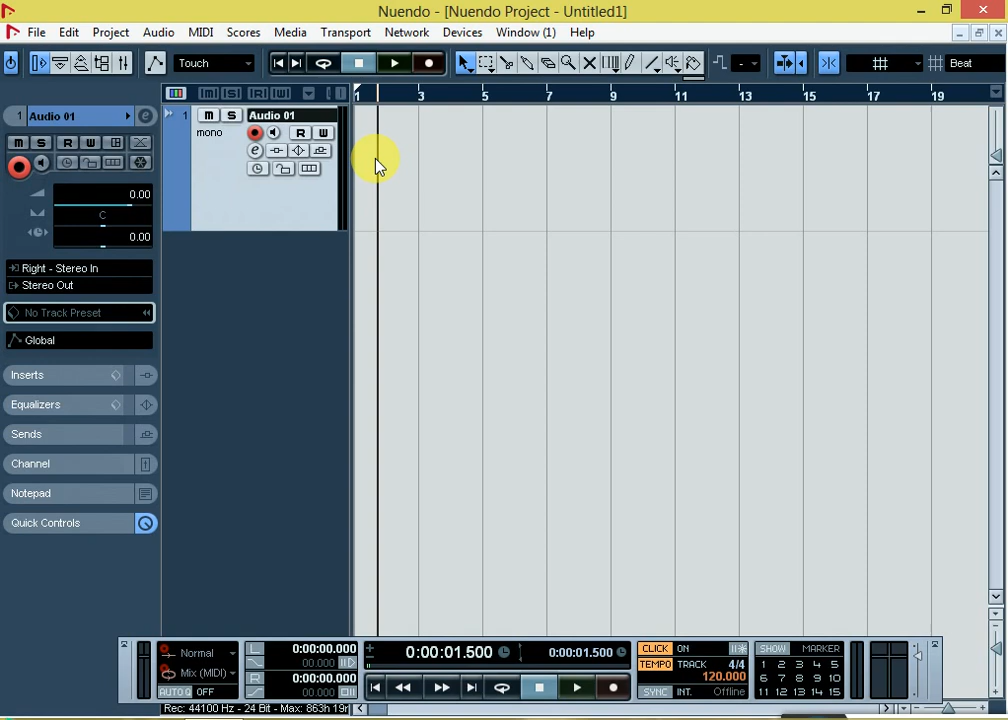 Nuendo - [Nuendo Project - Untitled1]
File Edit Project Audio MIDI Scores Media Transport Network Devices Window (1) Help
Touch - Beat
1 3 5 7 9 11 13 15 17 19
1 Audio 01 e
m S R W
1 m S Audio 01
mono R W
e
0.00
C
0.00
Right - Stereo In
Stereo Out
No Track Preset
Global
Inserts
Equalizers
Sends
Channel
Notepad
Quick Controls
Normal L 0:00:00.000
00.000
Mix (MIDI) R 0:00:00.000
AUTO Q OFF 00.000
0:00:01.500 0:00:01.500
CLICK ON
TEMPO TRACK 4/4
120.000
SYNC INT. Offline
SHOW MARKER
1 2 3 4 5
6 7 8 9 10
11 12 13 14 15
Rec: 44100 Hz - 24 Bit - Max: 863h